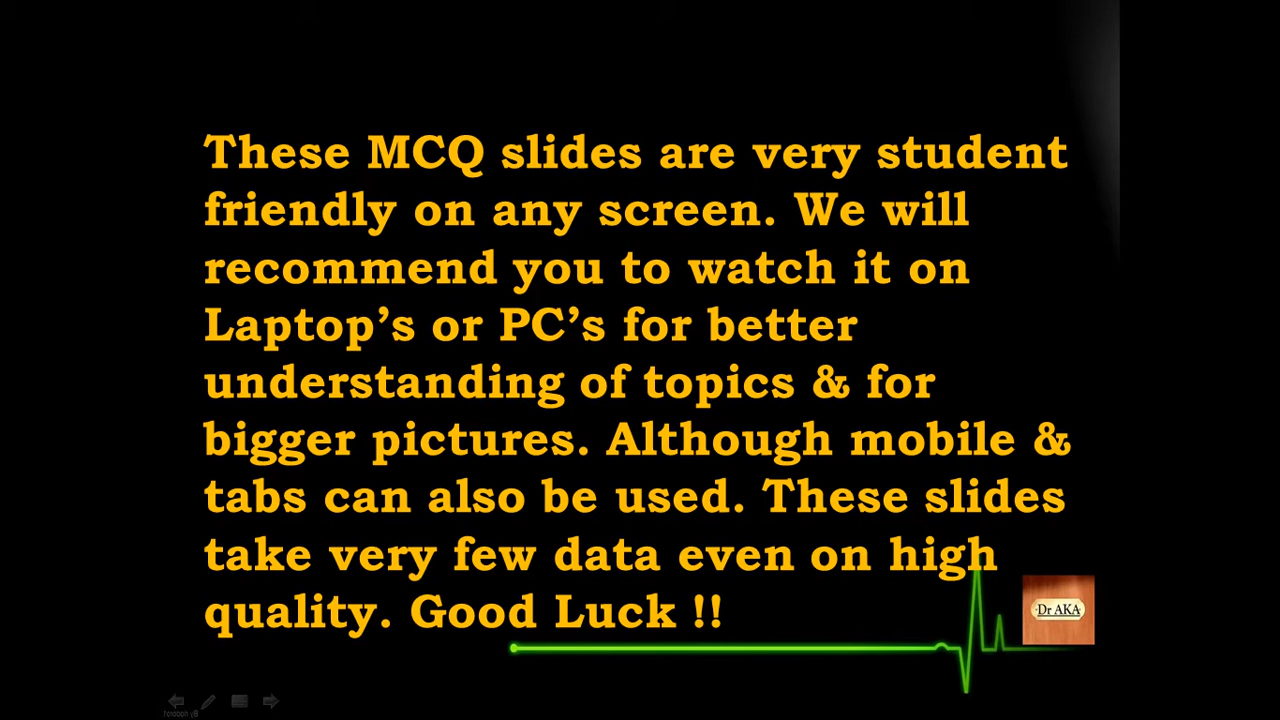 These MCQ slides are very student
friendly on any screen. We will
recommend you to watch it on
Laptop’s or PC’s for better
understanding of topics & for
bigger pictures. Although mobile &
tabs can also be used. These slides
take very few data even on high
quality. Good Luck !!
Dr AKA